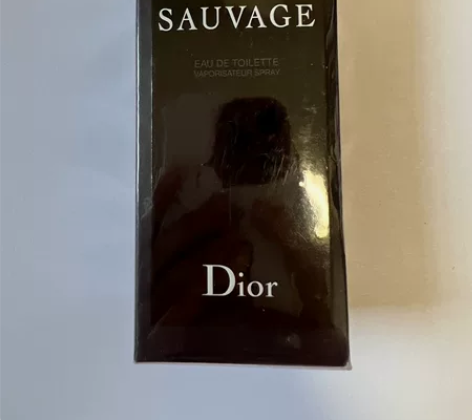 SAUVAGE
EAU DE TOILETTE
VAPORISATEUR SPRAY
Dior